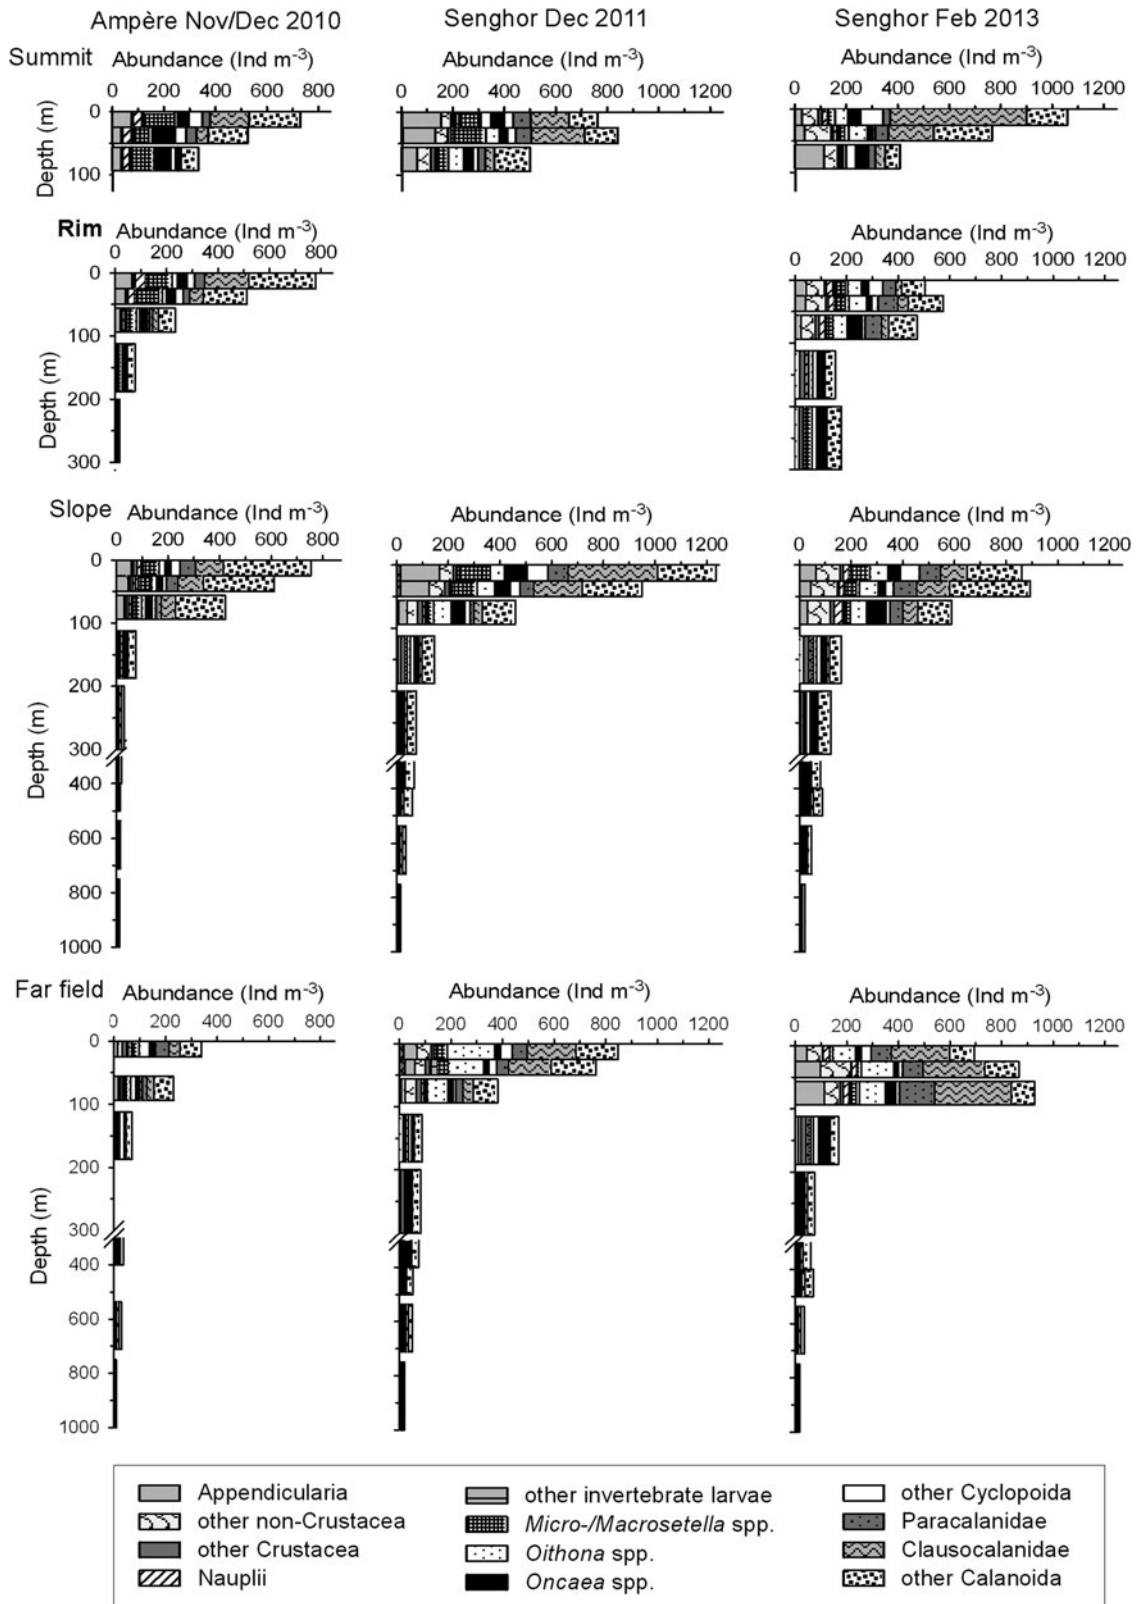 Ampère Nov/Dec 2010 Senghor Dec 2011 Senghor Feb 2013
Summit Abundance (Ind m-3) Abundance (Ind m-3) Abundance (Ind m-3)
0 200 400 600 800 0 200 400 600 800 1000 1200 0 200 400 600 800 1000 1200
Depth (m)
0
100
Rim Abundance (Ind m-3) Abundance (Ind m-3)
0 200 400 600 800 0 200 400 600 800 1000 1200
Depth (m)
0
100
200
300
Slope Abundance (Ind m-3) Abundance (Ind m-3) Abundance (Ind m-3)
0 200 400 600 800 0 200 400 600 800 1000 1200 0 200 400 600 800 1000 1200
Depth (m)
0
100
200
300
400
600
800
1000
Far field Abundance (Ind m-3) Abundance (Ind m-3) Abundance (Ind m-3)
0 200 400 600 800 0 200 400 600 800 1000 1200 0 200 400 600 800 1000 1200
Depth (m)
0
100
200
300
400
600
800
1000
Appendicularia other invertebrate larvae other Cyclopoida
other non-Crustacea Micro-/Macrosetella spp. Paracalanidae
other Crustacea Oithona spp. Clausocalanidae
Nauplii Oncaea spp. other Calanoida